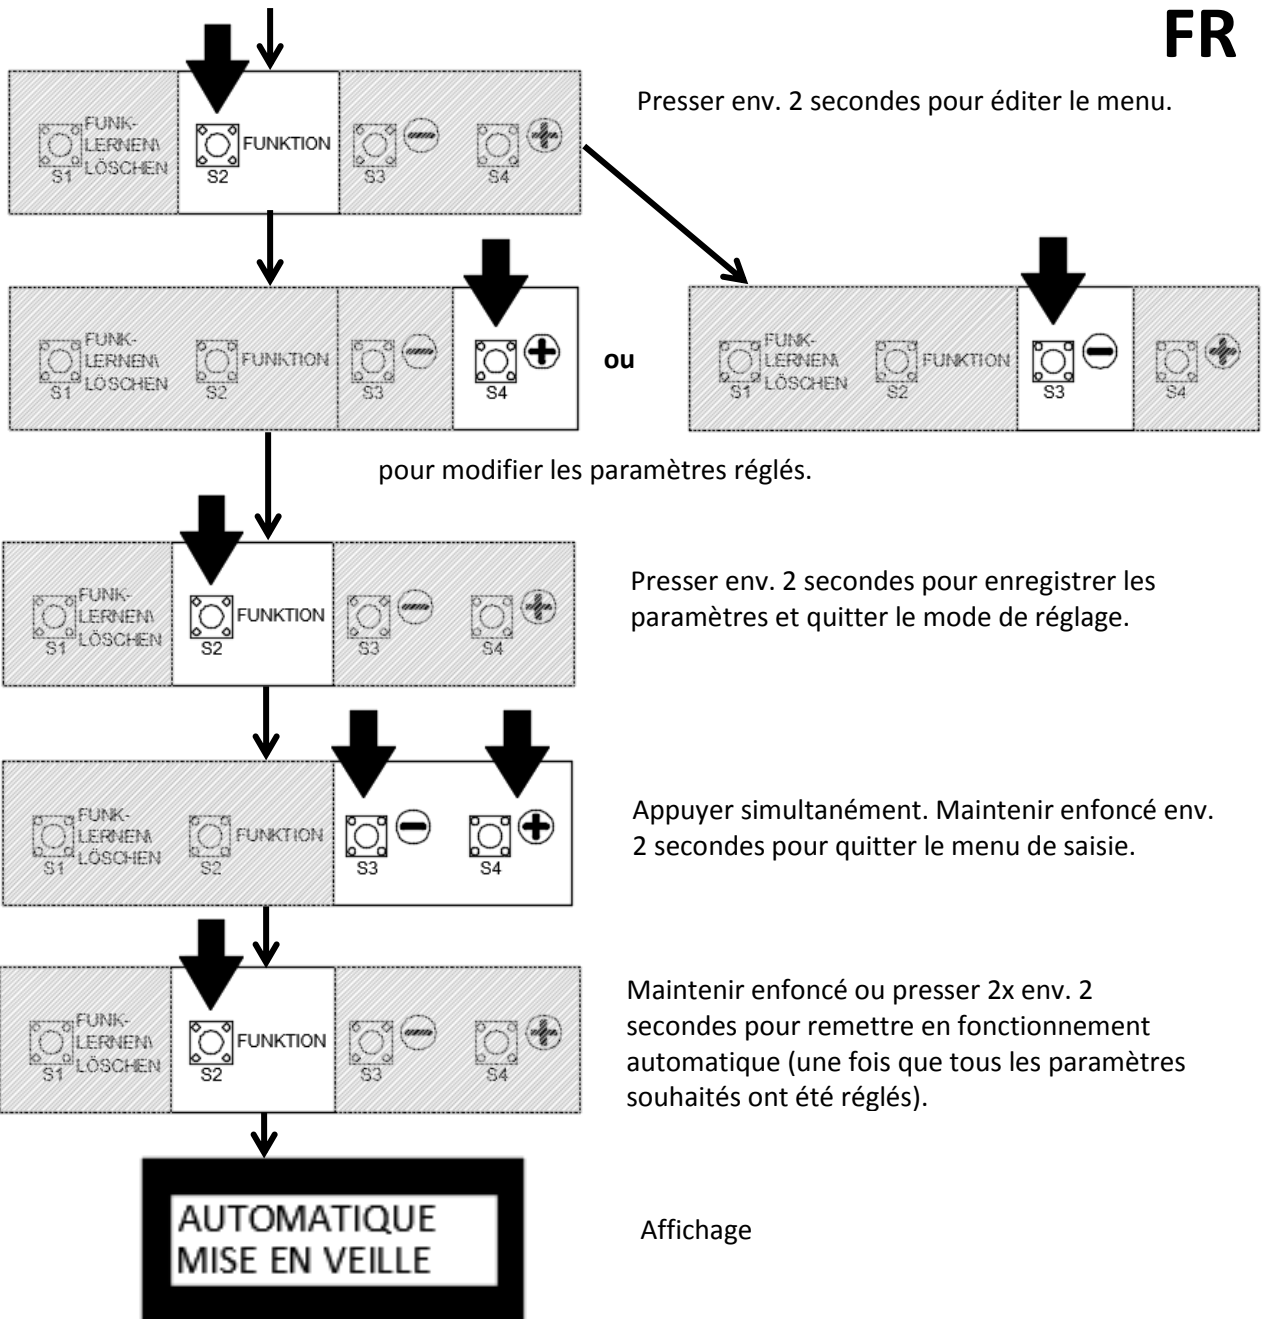 FR
Presser env. 2 secondes pour éditer le menu.
FUNK-
LERNEN\
LÖSCHEN
S1
FUNKTION
S2
S3
S4
FUNK-
LERNEN\
LÖSCHEN
S1
FUNKTION
S2
S3
S4
ou
FUNK-
LERNEN\
LÖSCHEN
S1
FUNKTION
S2
S3
S4
pour modifier les paramètres réglés.
FUNK-
LERNEN\
LÖSCHEN
S1
FUNKTION
S2
S3
S4
Presser env. 2 secondes pour enregistrer les
paramètres et quitter le mode de réglage.
FUNK-
LERNEN\
LÖSCHEN
S1
FUNKTION
S2
S3
S4
Appuyer simultanément. Maintenir enfoncé env.
2 secondes pour quitter le menu de saisie.
FUNK-
LERNEN\
LÖSCHEN
S1
FUNKTION
S2
S3
S4
Maintenir enfoncé ou presser 2x env. 2
secondes pour remettre en fonctionnement
automatique (une fois que tous les paramètres
souhaités ont été réglés).
AUTOMATIQUE
MISE EN VEILLE
Affichage